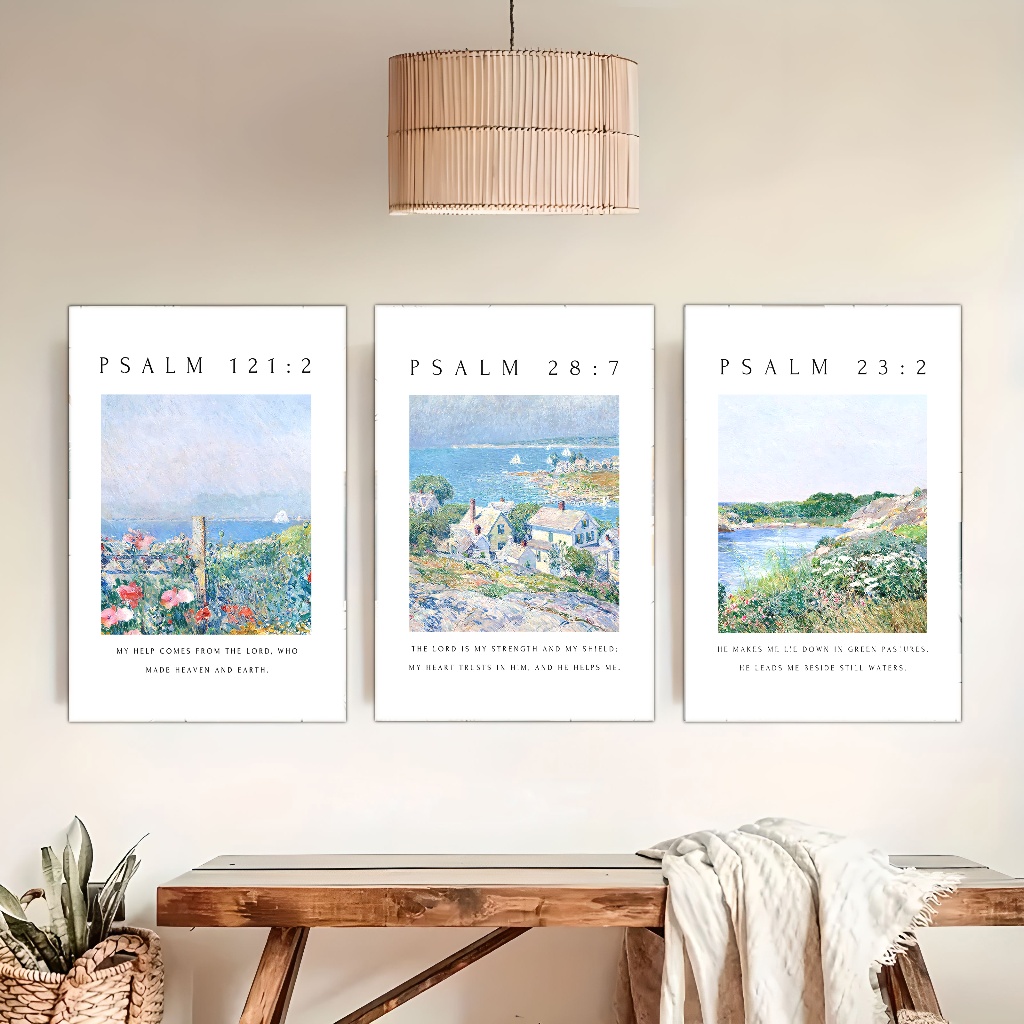 PSALM 121:2
MY HELP COMES FROM THE LORD, WHO
MADE HEAVEN AND EARTH.
PSALM 28:7
THE LORD IS MY STRENGTH AND MY SHIELD;
MY HEART TRUSTS IN HIM, AND HE HELPS ME.
PSALM 23:2
HE MAKES ME LIE DOWN IN GREEN PASTURES.
HE LEADS ME BESIDE STILL WATERS.